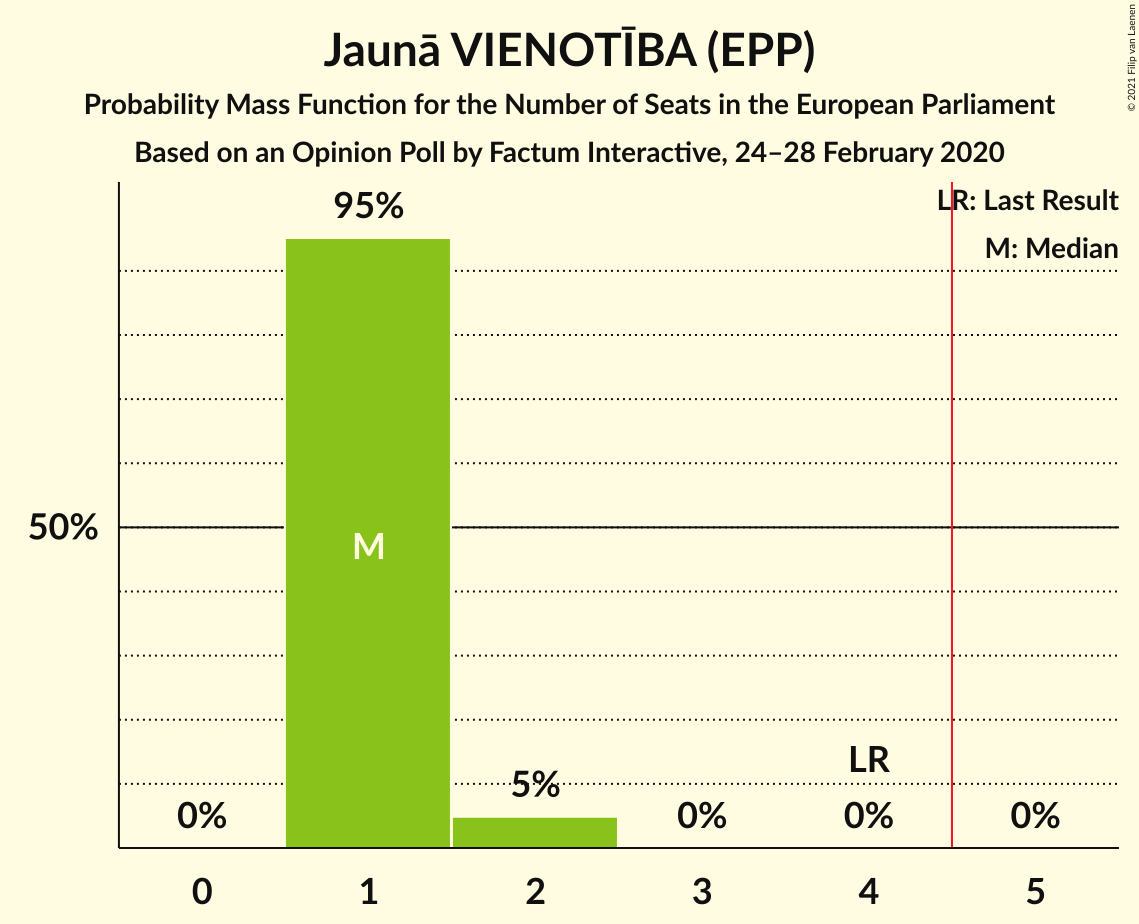 Jaunā VIENOTĪBA (EPP)
Probability Mass Function for the Number of Seats in the European Parliament
Based on an Opinion Poll by Factum Interactive, 24–28 February 2020
© 2021 Filip van Laenen
LR: Last Result
M: Median
95%
50%
M
5%
LR
0%
0%
0%
0%
0 1 2 3 4 5